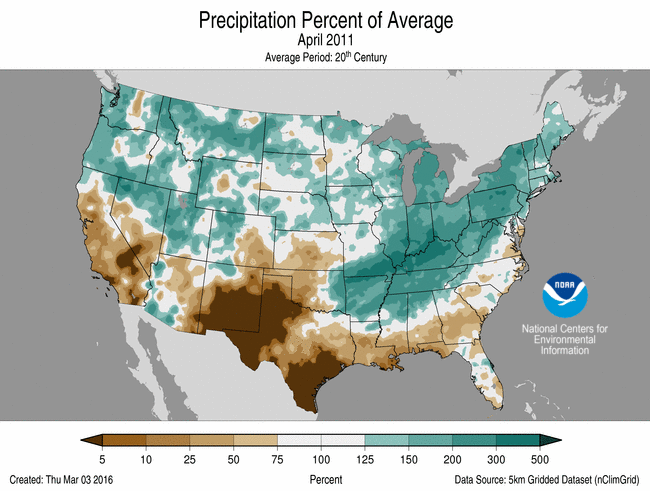 Precipitation Percent of Average
April 2011
Average Period: 20th Century
NOAA
National Centers for
Environmental
Information
5 10 25 50 75 100 125 150 200 300 500
Created: Thu Mar 03 2016 Percent Data Source: 5km Gridded Dataset (nClimGrid)